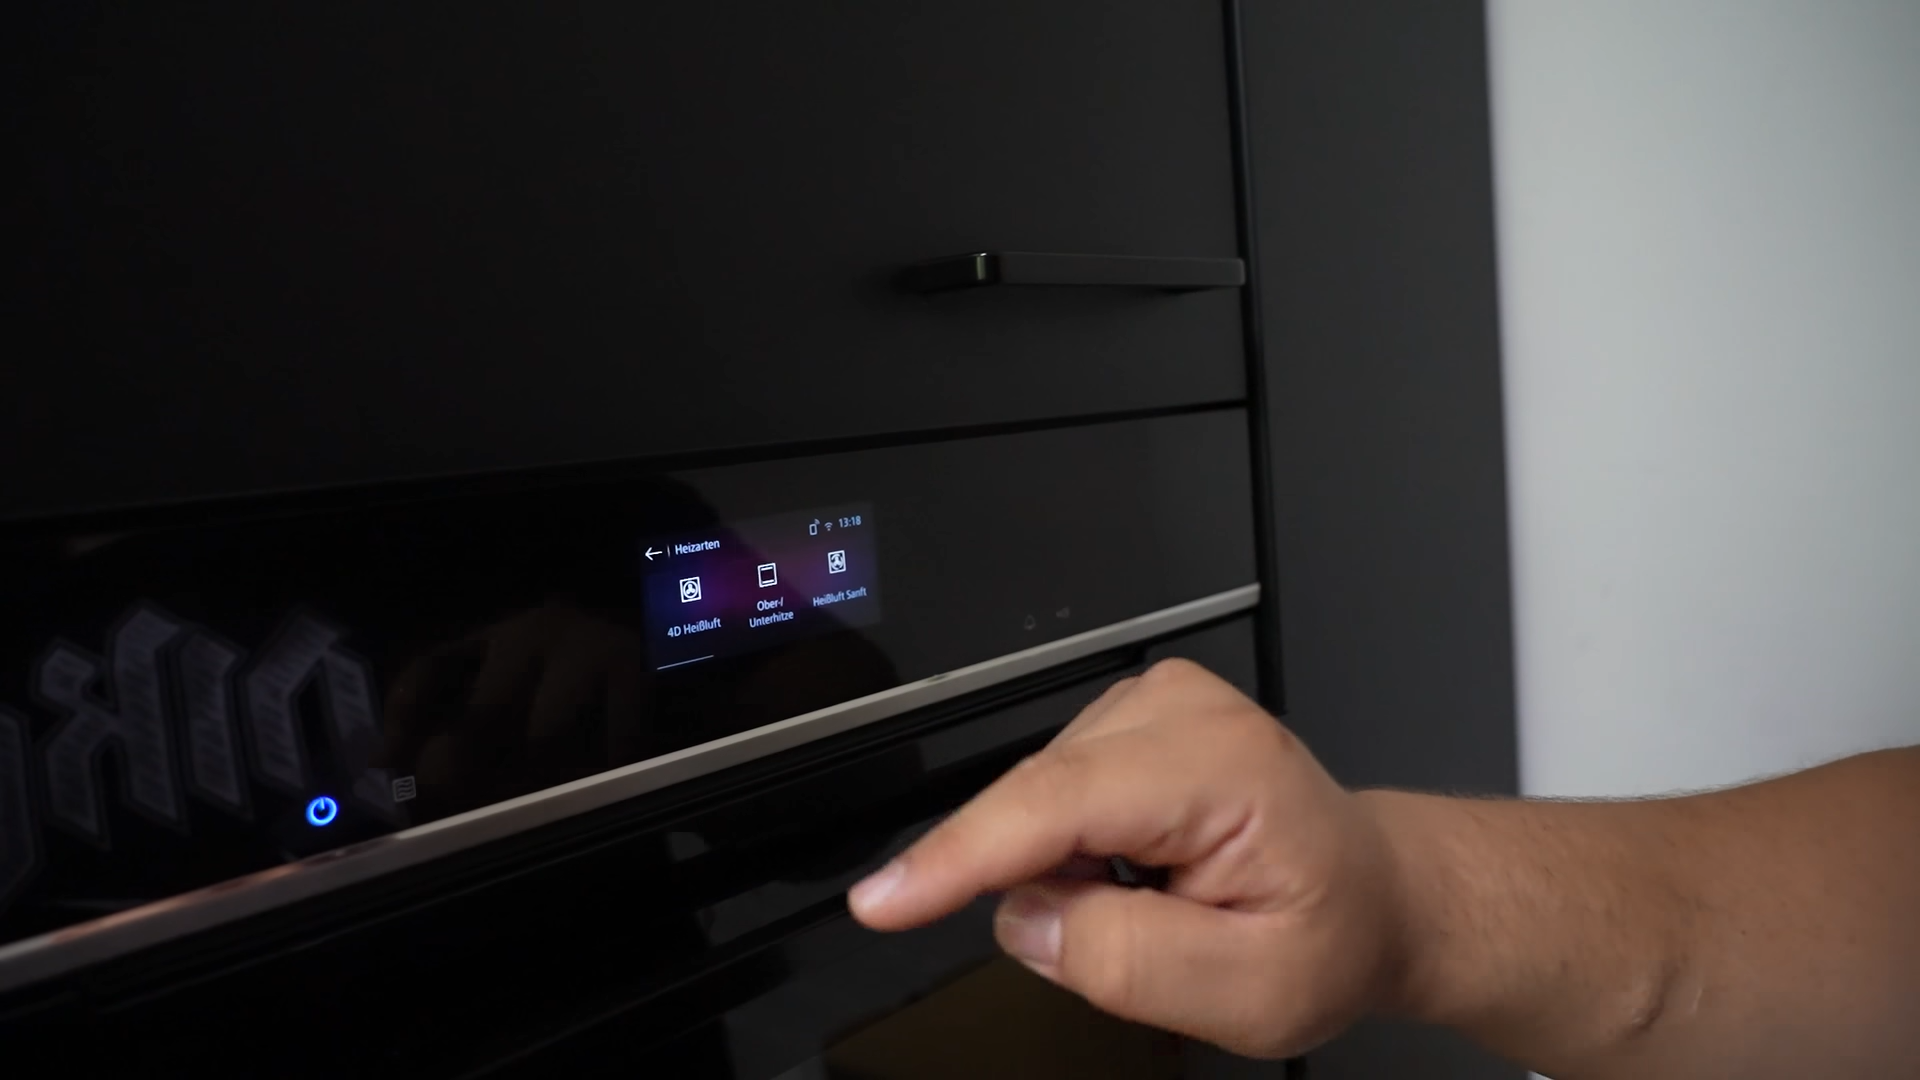 13:18
Heizarten
4D Heißluft
Ober-/
Unterhitze
Heißluft Sanft